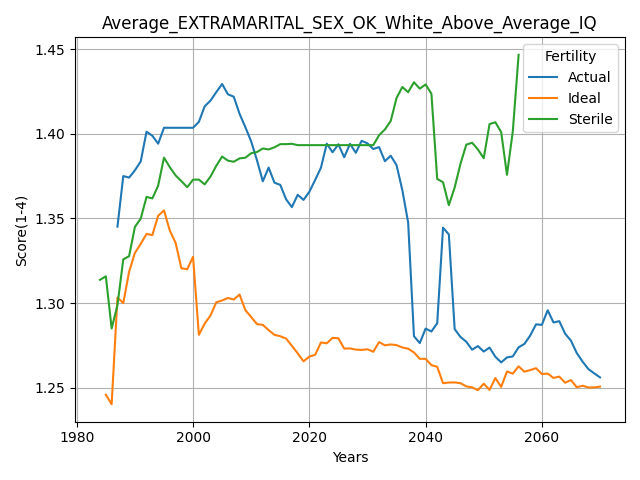 Average_EXTRAMARITAL_SEX_OK_White_Above_Average_IQ
Score(1-4)
1.45
1.40
1.35
1.30
1.25
Fertility
Actual
Ideal
Sterile
1980
2000
2020
2040
2060
Years